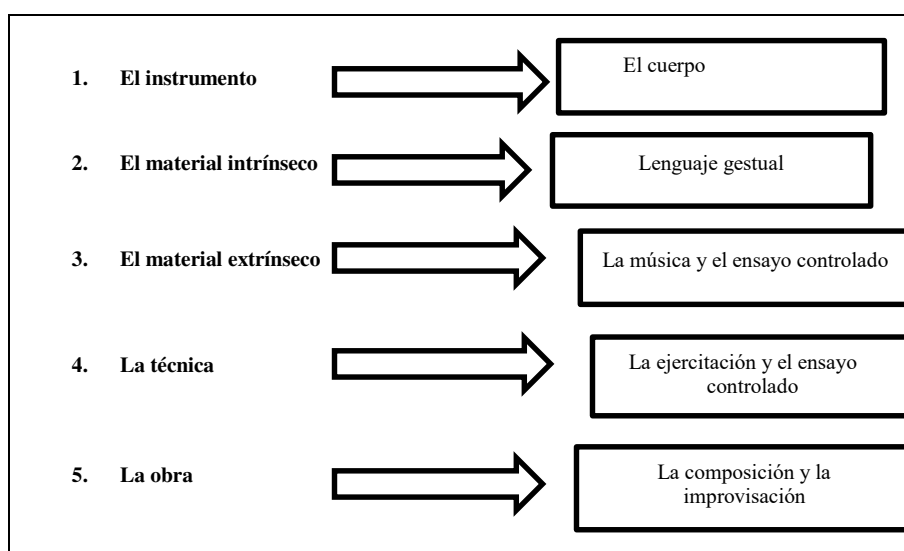 1. El instrumento
El cuerpo
2. El material intrínseco
Lenguaje gestual
3. El material extrínseco
La música y el ensayo controlado
4. La técnica
La ejercitación y el ensayo
controlado
5. La obra
La composición y la
improvisación